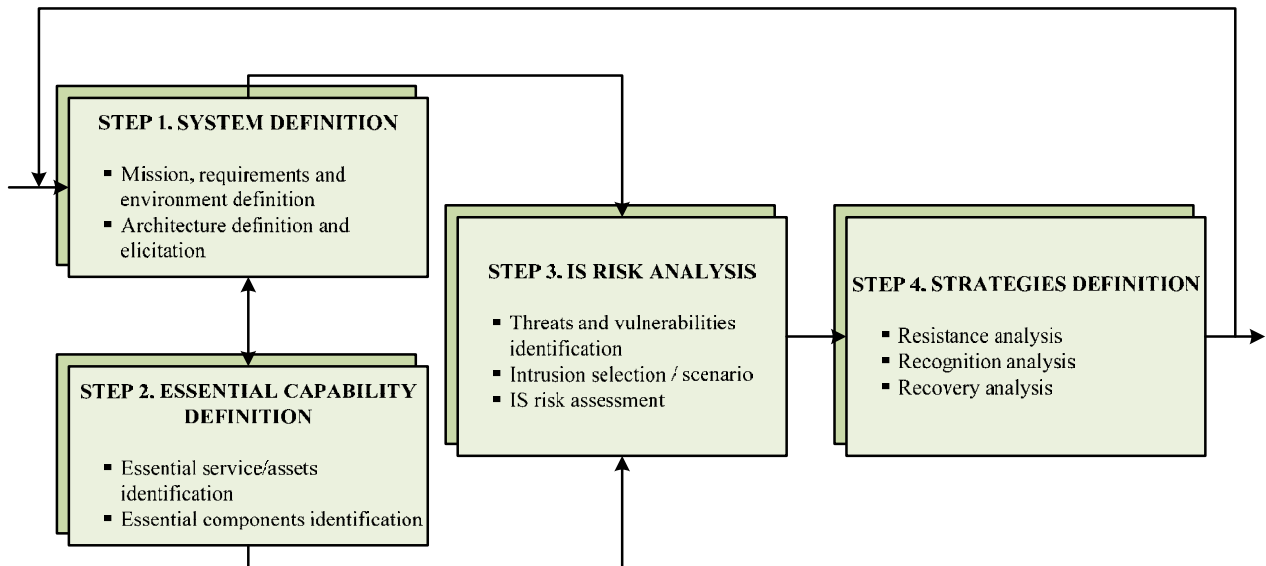 STEP 1. SYSTEM DEFINITION
▪ Mission, requirements and
environment definition
▪ Architecture definition and
elicitation
STEP 2. ESSENTIAL CAPABILITY
DEFINITION
▪ Essential service/assets
identification
▪ Essential components identification
STEP 3. IS RISK ANALYSIS
▪ Threats and vulnerabilities
identification
▪ Intrusion selection / scenario
▪ IS risk assessment
STEP 4. STRATEGIES DEFINITION
▪ Resistance analysis
▪ Recognition analysis
▪ Recovery analysis